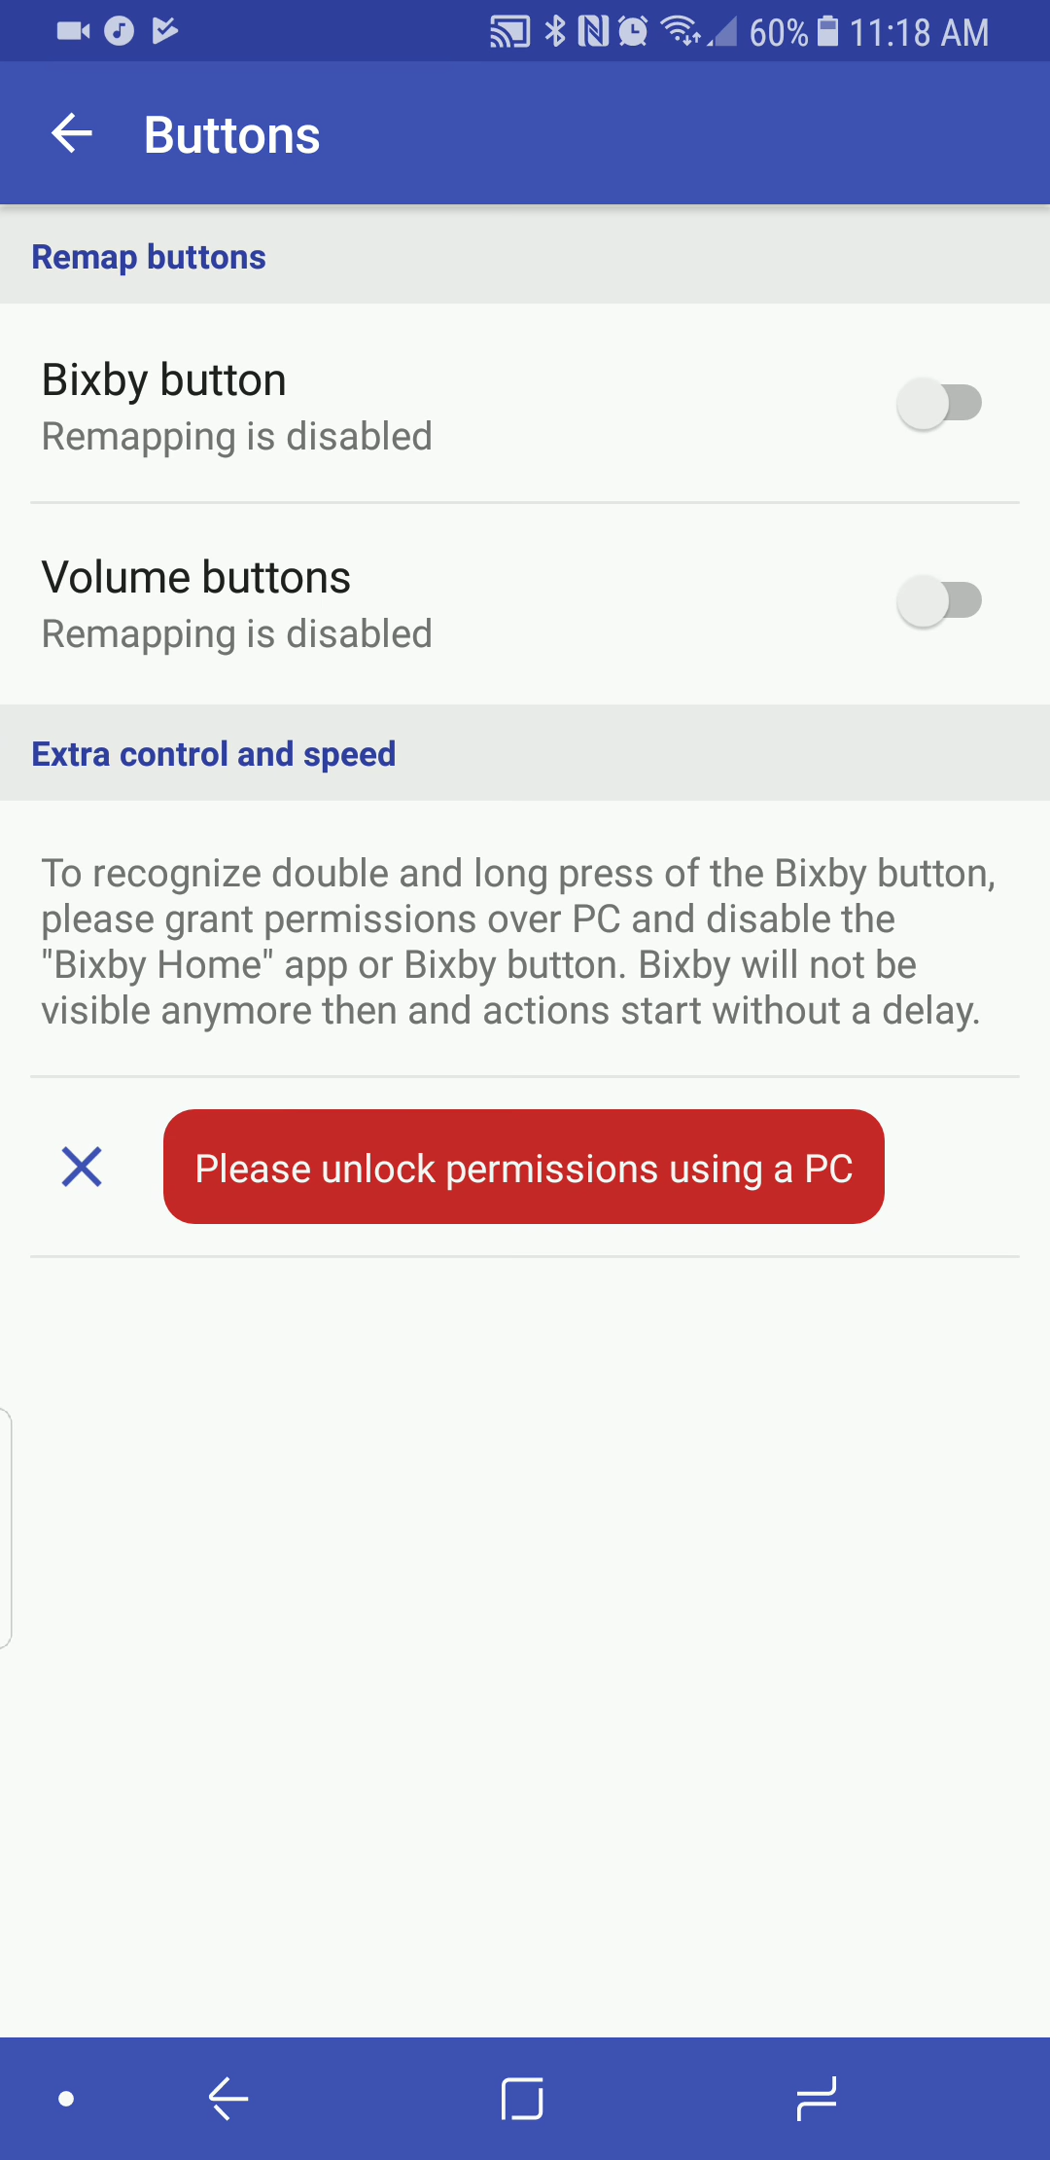 60% 11:18 AM
Buttons
Remap buttons
Bixby button
Remapping is disabled
Volume buttons
Remapping is disabled
Extra control and speed
To recognize double and long press of the Bixby button,
please grant permissions over PC and disable the
"Bixby Home" app or Bixby button. Bixby will not be
visible anymore then and actions start without a delay.
Please unlock permissions using a PC